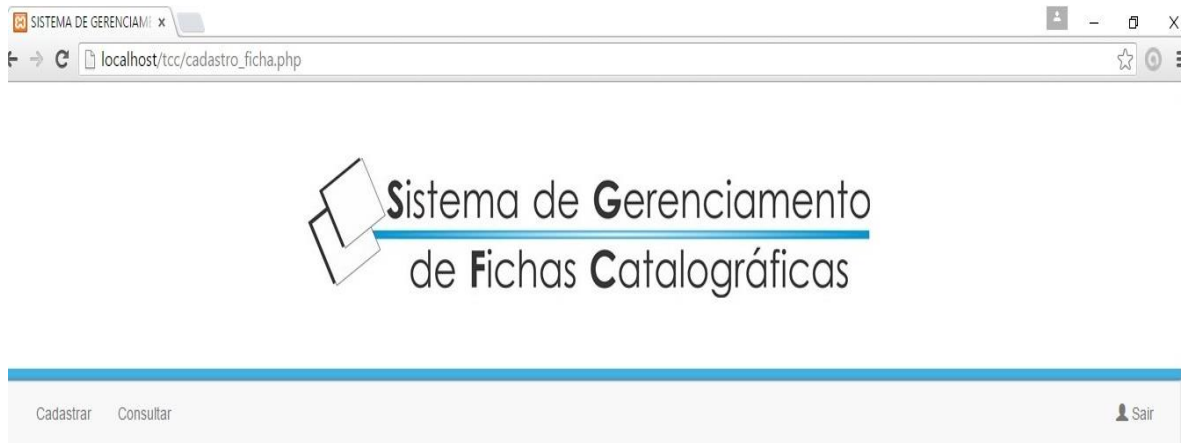 SISTEMA DE GERENCIAM
localhost/tcc/cadastro_ficha.php
Sistema de Gerenciamento
de Fichas Catalográficas
Cadastrar Consultar Sair